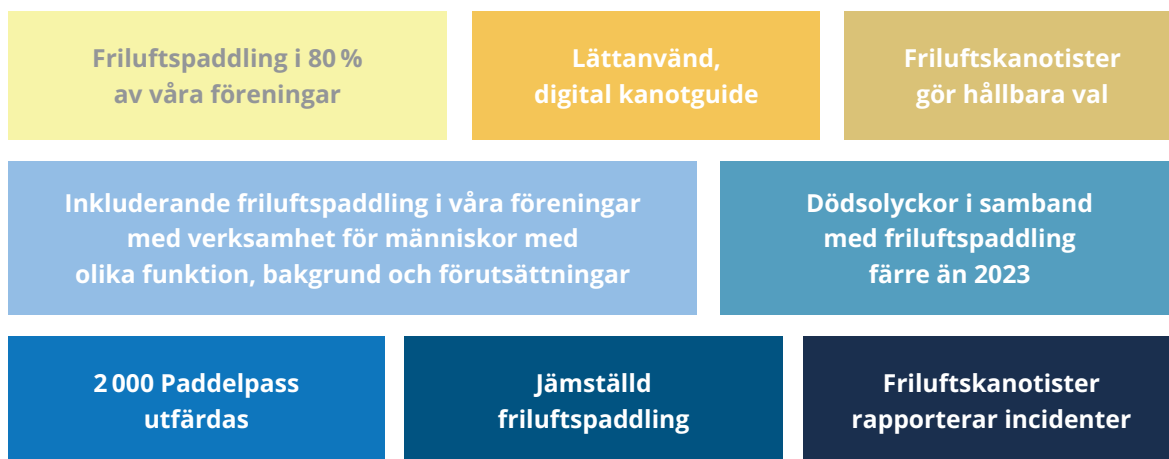 Friluftspaddling i 80 %
av våra föreningar
Lättanvänd,
digital kanotguide
Friluftskanotister
gör hållbara val
Inkluderande friluftspaddling i våra föreningar
med verksamhet för människor med
olika funktion, bakgrund och förutsättningar
Dödsolyckor i samband
med friluftspaddling
färre än 2023
2 000 Paddelpass
utfärdas
Jämställd
friluftspaddling
Friluftskanotister
rapporterar incidenter